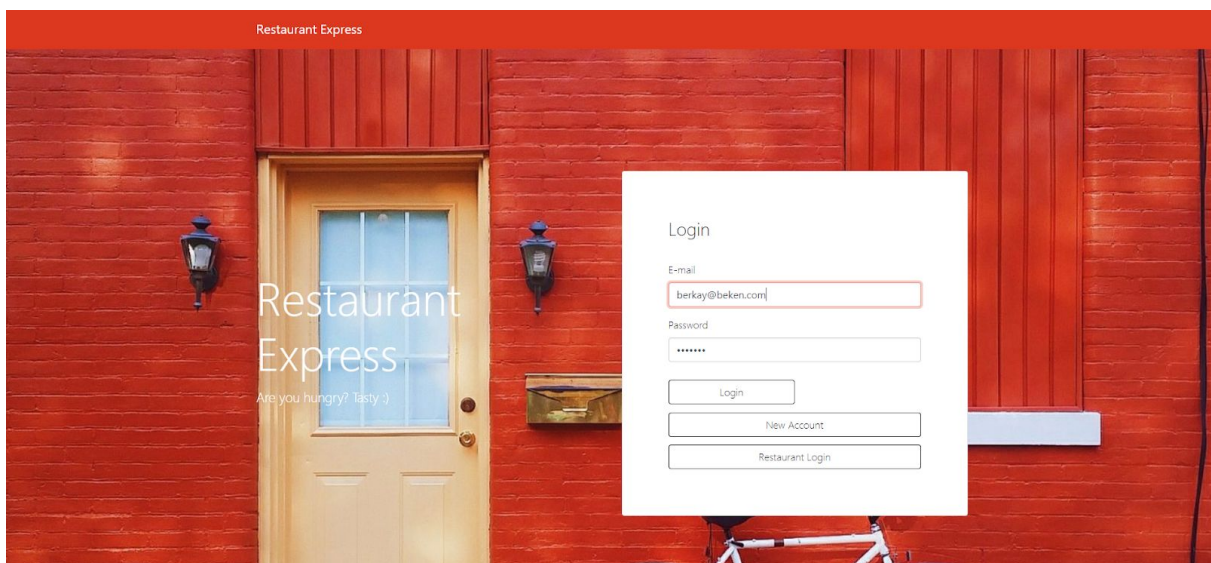 Restaurant Express
Restaurant
Express
Are you hungry? Tasty :)
Login
E-mail
berkay@beken.com
Password
•••••••
Login
New Account
Restaurant Login